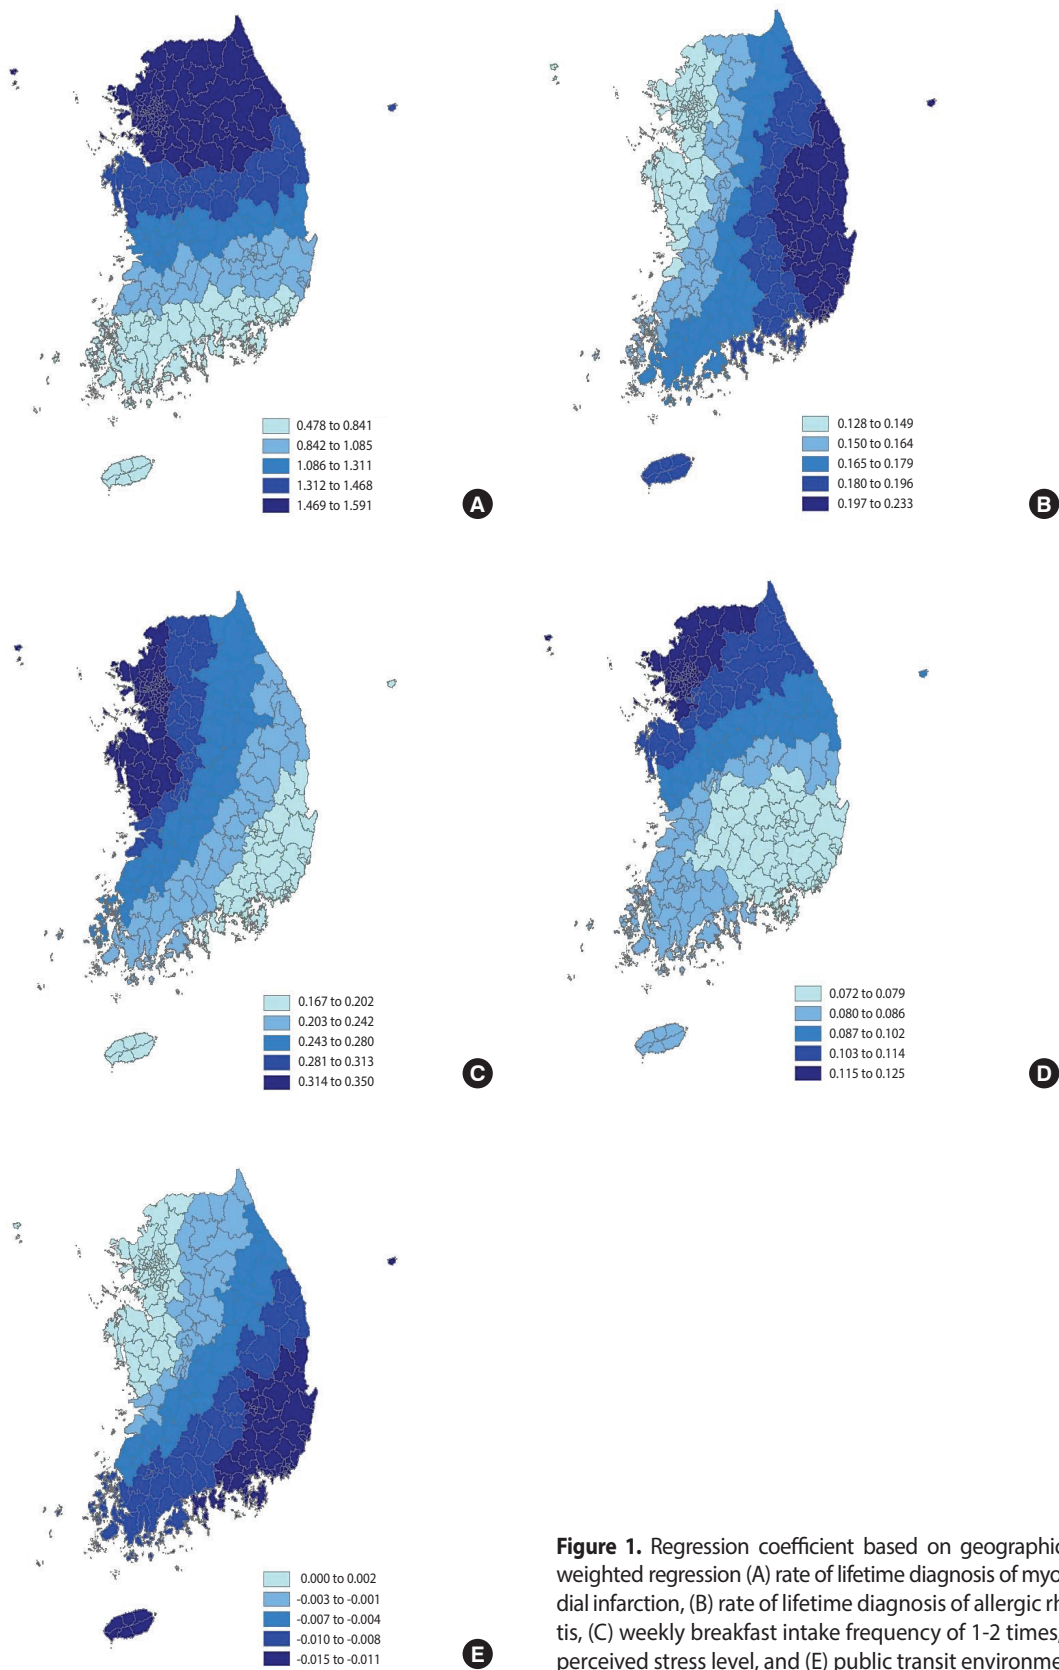 0.478 to 0.841
0.842 to 1.085
1.086 to 1.311
1.312 to 1.468
1.469 to 1.591
A
0.128 to 0.149
0.150 to 0.164
0.165 to 0.179
0.180 to 0.196
0.197 to 0.233
B
0.167 to 0.202
0.203 to 0.242
0.243 to 0.280
0.281 to 0.313
0.314 to 0.350
C
0.072 to 0.079
0.080 to 0.086
0.087 to 0.102
0.103 to 0.114
0.115 to 0.125
D
0.000 to 0.002
-0.003 to -0.001
-0.007 to -0.004
-0.010 to -0.008
-0.015 to -0.011
E
Figure 1. Regression coefficient based on geographic
weighted regression (A) rate of lifetime diagnosis of myo
dial infarction, (B) rate of lifetime diagnosis of allergic rh
tis, (C) weekly breakfast intake frequency of 1-2 times,
perceived stress level, and (E) public transit environme